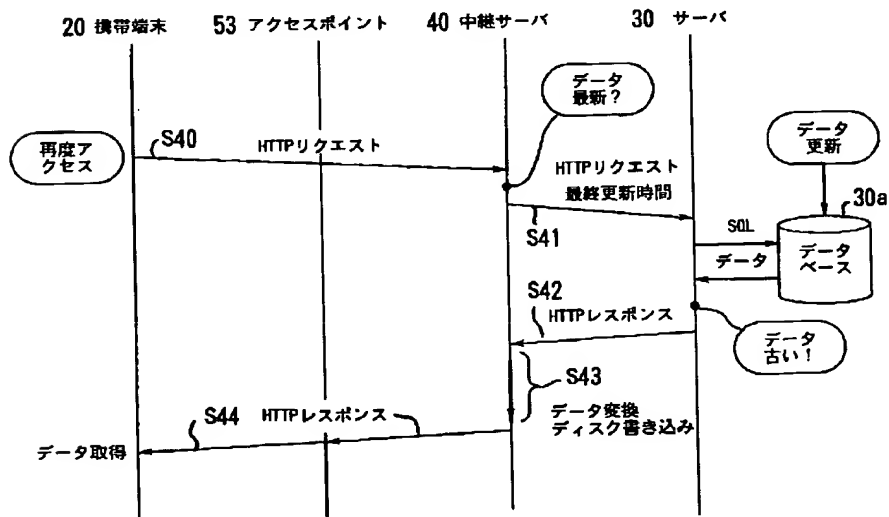 20 携帯端末
53 アクセスポイント
40 中継サーバ
30 サーバ
データ
最新？
再度ア
クセス
S40
HTTPリクエスト
データ
更新
HTTPリクエスト
最終更新時間
30a
S41
SQL
データ
データ
ベース
S42
HTTPレスポンス
データ
古い！
S43
データ変換
ディスク書き込み
S44
HTTPレスポンス
データ取得